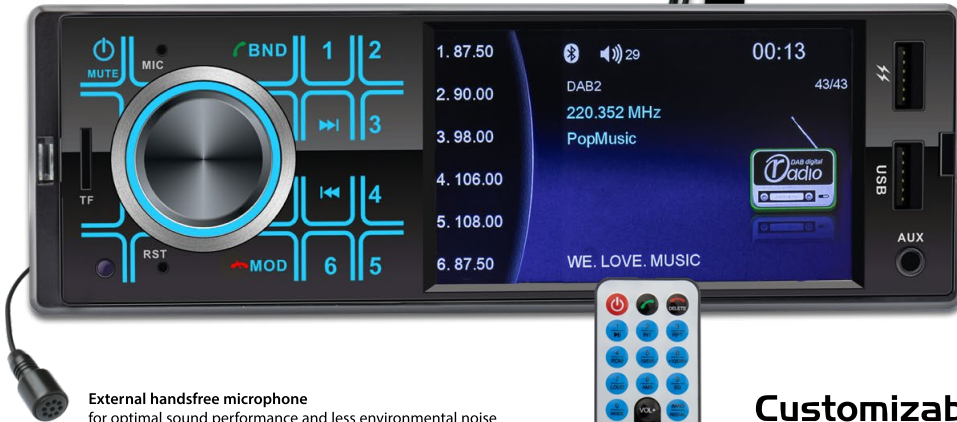 MUTE
MIC
BND
1
2
3
TF
4
RST
MOD
6
5
1. 87.50
2. 90.00
3. 98.00
4. 106.00
5. 108.00
6. 87.50
29
00:13
DAB2
43/43
220.352 MHz
PopMusic
DAB digital
radio
WE. LOVE. MUSIC
USB
AUX
DELETE
VOL+
External handsfree microphone
for optimal sound performance and less environmental noise
Customizab